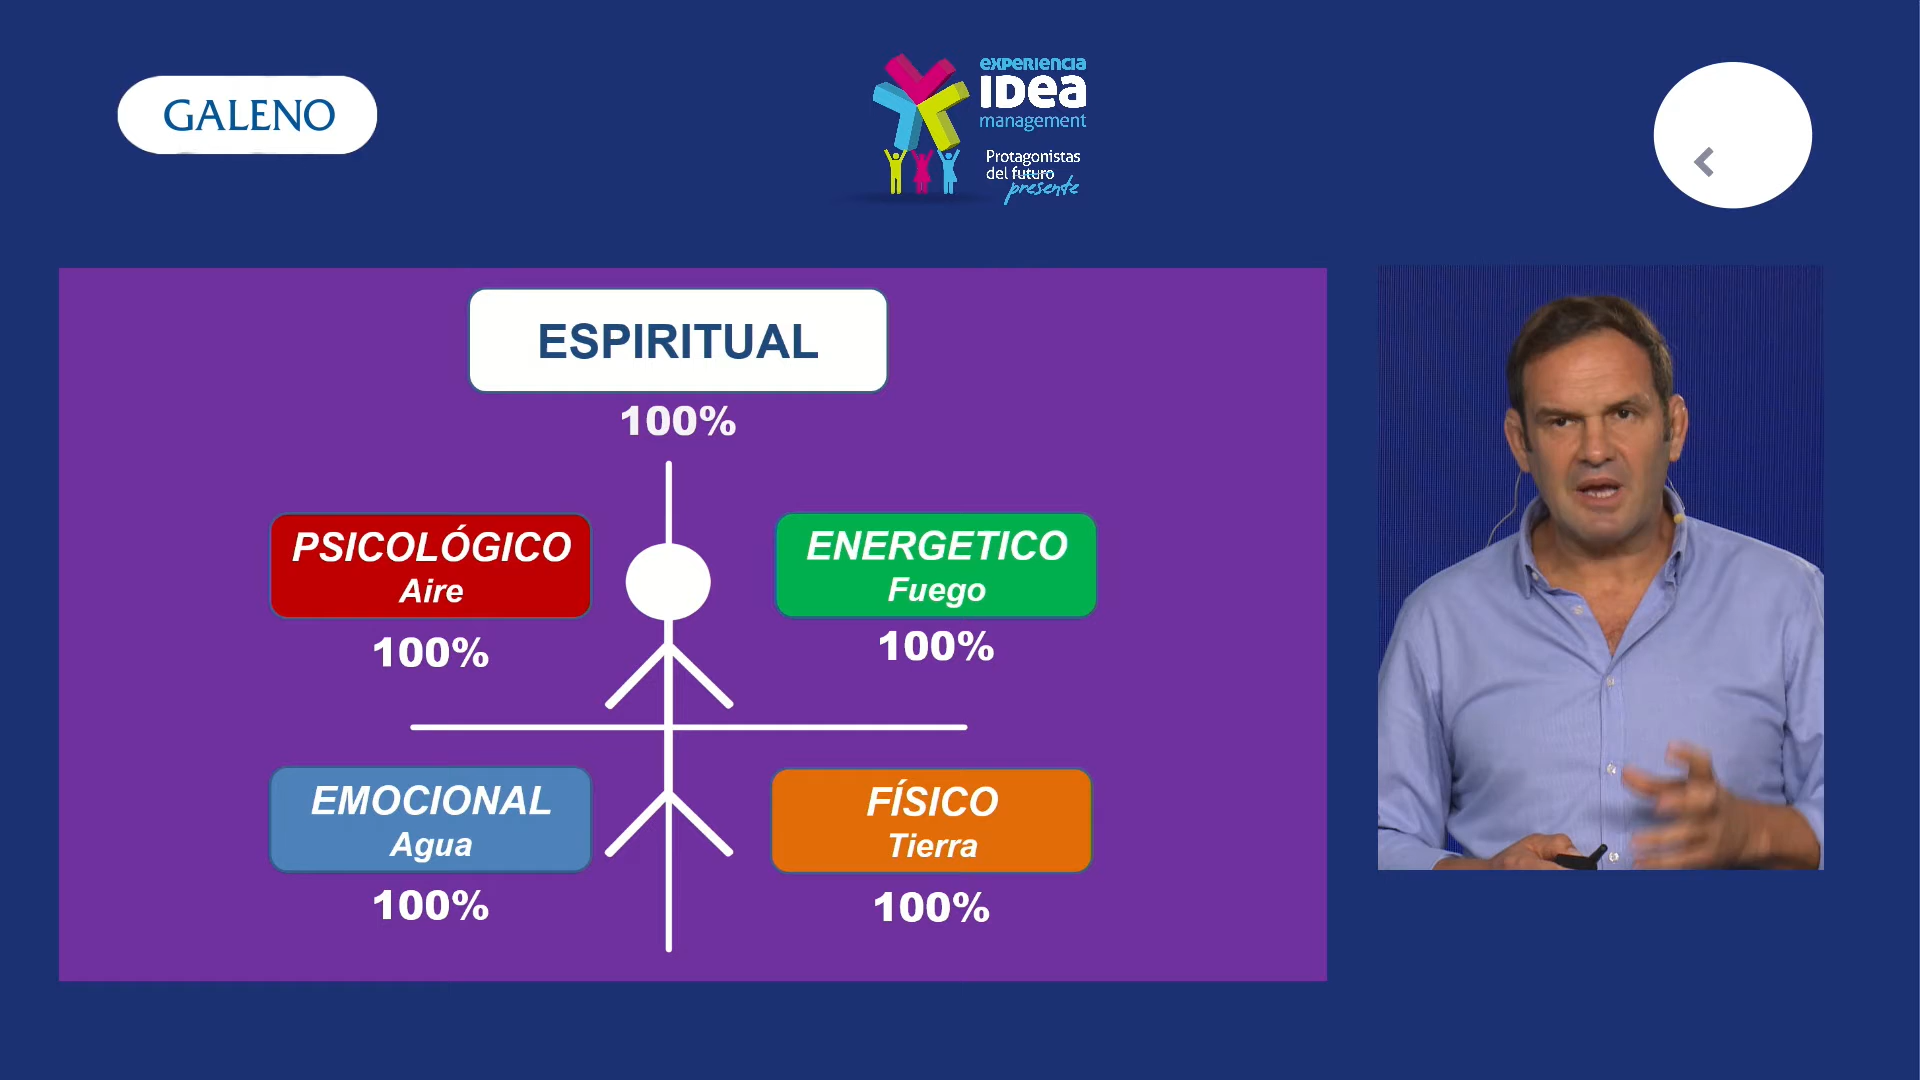 GALENO
experiencia
IDea
management
Protagonistas
del futuro
presente
ESPIRITUAL
100%
PSICOLÓGICO
Aire
100%
ENERGETICO
Fuego
100%
EMOCIONAL
Agua
100%
FÍSICO
Tierra
100%